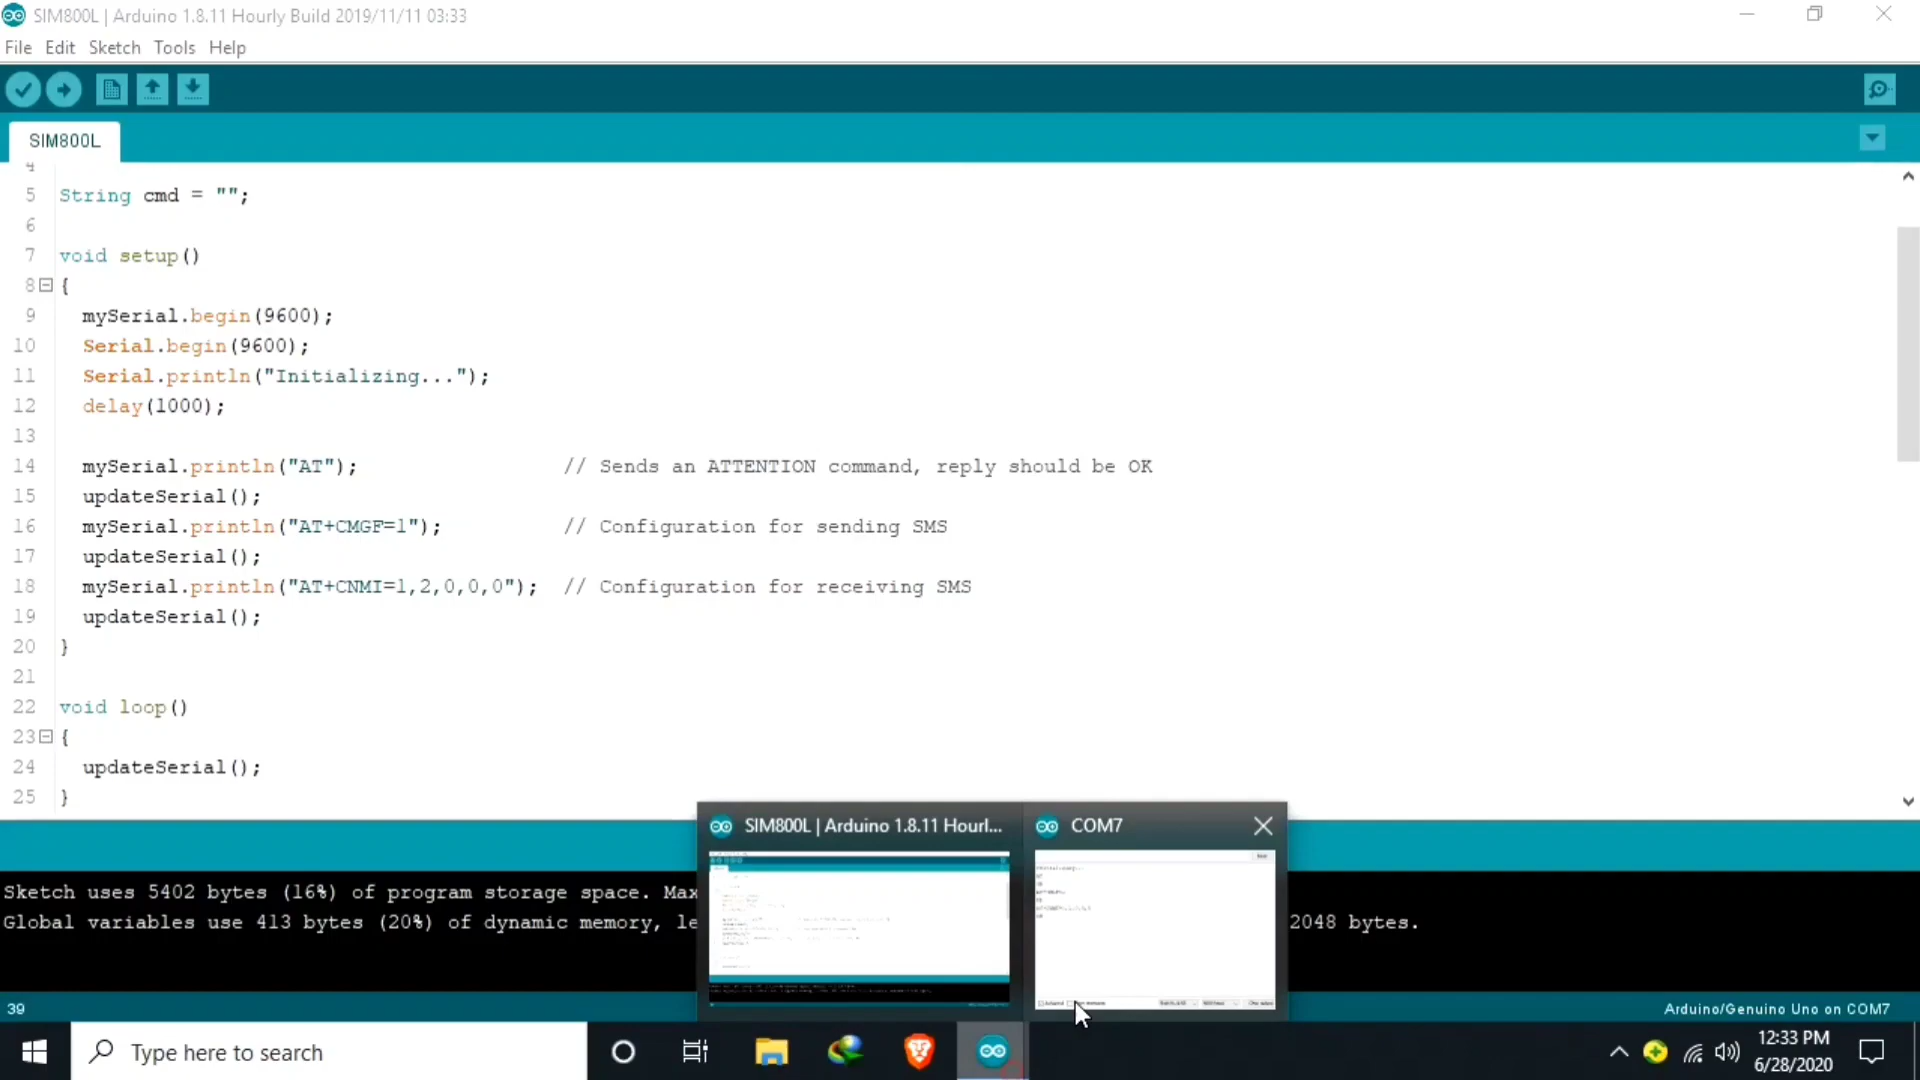 SIM800L | Arduino 1.8.11 Hourly Build 2019/11/11 03:33
File Edit Sketch Tools Help
SIM800L
4
5 String cmd = "";
6
7 void setup()
8 {
9 mySerial.begin(9600);
10 Serial.begin(9600);
11 Serial.println("Initializing...");
12 delay(1000);
13
14 mySerial.println("AT"); // Sends an ATTENTION command, reply should be OK
15 updateSerial();
16 mySerial.println("AT+CMGF=1"); // Configuration for sending SMS
17 updateSerial();
18 mySerial.println("AT+CNMI=1,2,0,0,0"); // Configuration for receiving SMS
19 updateSerial();
20 }
21
22 void loop()
23 {
24 updateSerial();
25 }
SIM800L | Arduino 1.8.11 Hourl... COM7
Sketch uses 5402 bytes (16%) of program storage space. Max
Global variables use 413 bytes (20%) of dynamic memory, le 2048 bytes.
39 Arduino/Genuino Uno on COM7
Type here to search
12:33 PM
6/28/2020